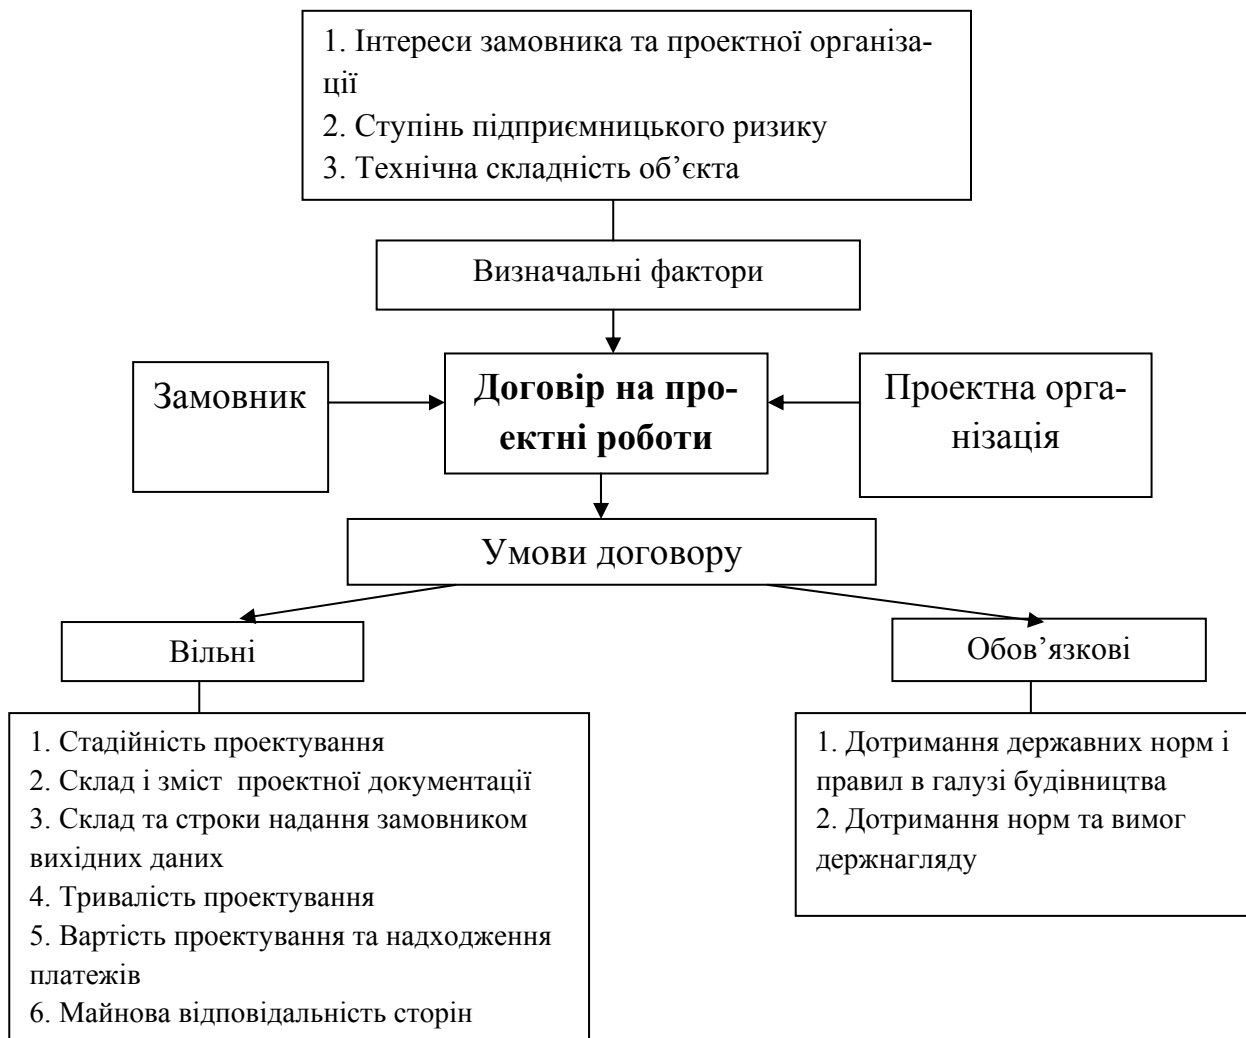 1. Інтереси замовника та проектної організа-
ції
2. Ступінь підприємницького ризику
3. Технічна складність об’єкта
Визначальні фактори
Замовник
Договір на про-
ектні роботи
Проектна орга-
нізація
Умови договору
Вільні
Обов’язкові
1. Стадійність проектування
2. Склад і зміст  проектної документації
3. Склад та строки надання замовником
вихідних даних
4. Тривалість проектування
5. Вартість проектування та надходження
платежів
6. Майнова відповідальність сторін
1. Дотримання державних норм і
правил в галузі будівництва
2. Дотримання норм та вимог
держнагляду